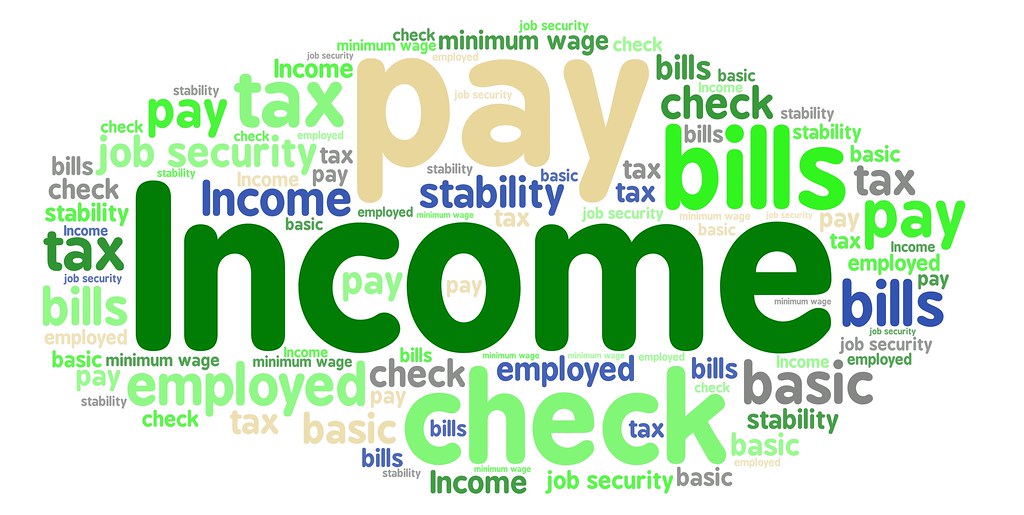 job security
check
minimum wage
check
minimum wage
job security
employed
Income
pay
bills
basic
Income
stability
tax
job security
check
stability
pay
check
check
employed
bills
stability
job security
tax
bills
basic
bills
stability
tax
tax
check
stability
pay
Income
basic
Income
stability
tax
stability
employed
minimum wage
tax
job security
minimum wage
job security
pay
pay
basic
basic
Income
tax
tax
Income
job security
Income
employed
pay
pay
pay
bills
bills
minimum wage
employed
job security
job security
basic
minimum wage
Income
minimum wage
bills
minimum wage
minimum wage
employed
Income
employed
pay
employed
check
employed
bills
basic
check
check
stability
pay
check
tax
basic
bills
tax
stability
basic
bills
employed
stability
minimum wage
Income
job security
basic